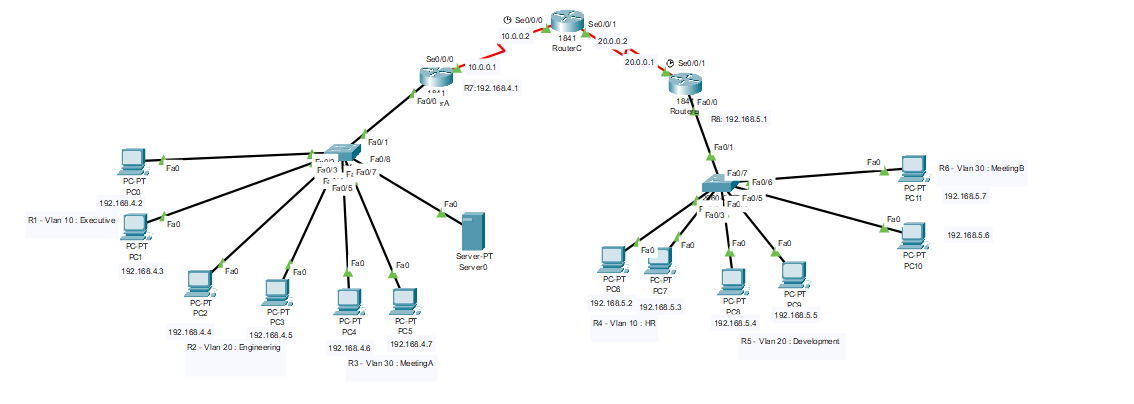 Se0/0/0
Se0/0/1
10.0.0.2
1841
RouterC
20.0.0.2
20.0.0.1
Se0/0/1
Se0/0/0
10.0.0.1
R7:192.168.4.1
Fa0/0
Fa0/0
R8: 192.168.5.1
Fa0/1
Fa0/8
Fa0/7
Fa0/3
Fa0/5
Fa0
PC-PT
PC0
192.168.4.2
R1 - Vlan 10 : Executive
Fa0
PC-PT
PC1
192.168.4.3
Fa0
PC-PT
PC2
192.168.4.4
Fa0
PC-PT
PC3
192.168.4.5
R2 - Vlan 20 : Engineering
Fa0
PC-PT
PC4
192.168.4.6
Fa0
PC-PT
PC5
192.168.4.7
R3 - Vlan 30 : MeetingA
Fa0
Server-PT
Server0
Fa0/1
Fa0/7
Fa0/6
Fa0/5
Fa0/3
Fa0
PC-PT
PC11
R6 - Vlan 30 : MeetingB
192.168.5.7
Fa0
PC-PT
PC10
192.168.5.6
Fa0
PC-PT
PC6
192.168.5.2
Fa0
PC-PT
PC7
192.168.5.3
R4 - Vlan 10 : HR
Fa0
PC-PT
PC8
192.168.5.4
Fa0
PC-PT
PC9
192.168.5.5
R5 - Vlan 20 : Development